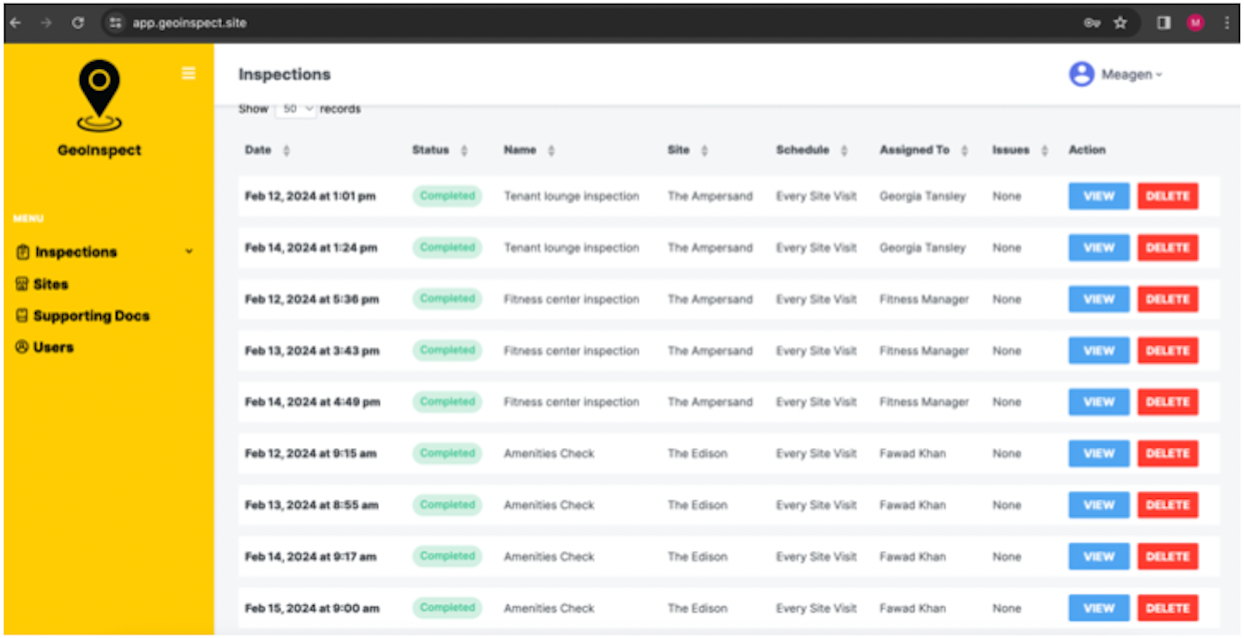 app.geoinspect.site
M
GeoInspect
MENU
Inspections
Sites
Supporting Docs
Users
Inspections
Meagen
Show 50 records
Date Status Name Site Schedule Assigned To Issues Action
Feb 12, 2024 at 1:01 pm Completed Tenant lounge inspection The Ampersand Every Site Visit Georgia Tansley None VIEW DELETE
Feb 14, 2024 at 1:24 pm Completed Tenant lounge inspection The Ampersand Every Site Visit Georgia Tansley None VIEW DELETE
Feb 12, 2024 at 5:36 pm Completed Fitness center inspection The Ampersand Every Site Visit Fitness Manager None VIEW DELETE
Feb 13, 2024 at 3:43 pm Completed Fitness center inspection The Ampersand Every Site Visit Fitness Manager None VIEW DELETE
Feb 14, 2024 at 4:49 pm Completed Fitness center inspection The Ampersand Every Site Visit Fitness Manager None VIEW DELETE
Feb 12, 2024 at 9:15 am Completed Amenities Check The Edison Every Site Visit Fawad Khan None VIEW DELETE
Feb 13, 2024 at 8:55 am Completed Amenities Check The Edison Every Site Visit Fawad Khan None VIEW DELETE
Feb 14, 2024 at 9:17 am Completed Amenities Check The Edison Every Site Visit Fawad Khan None VIEW DELETE
Feb 15, 2024 at 9:00 am Completed Amenities Check The Edison Every Site Visit Fawad Khan None VIEW DELETE